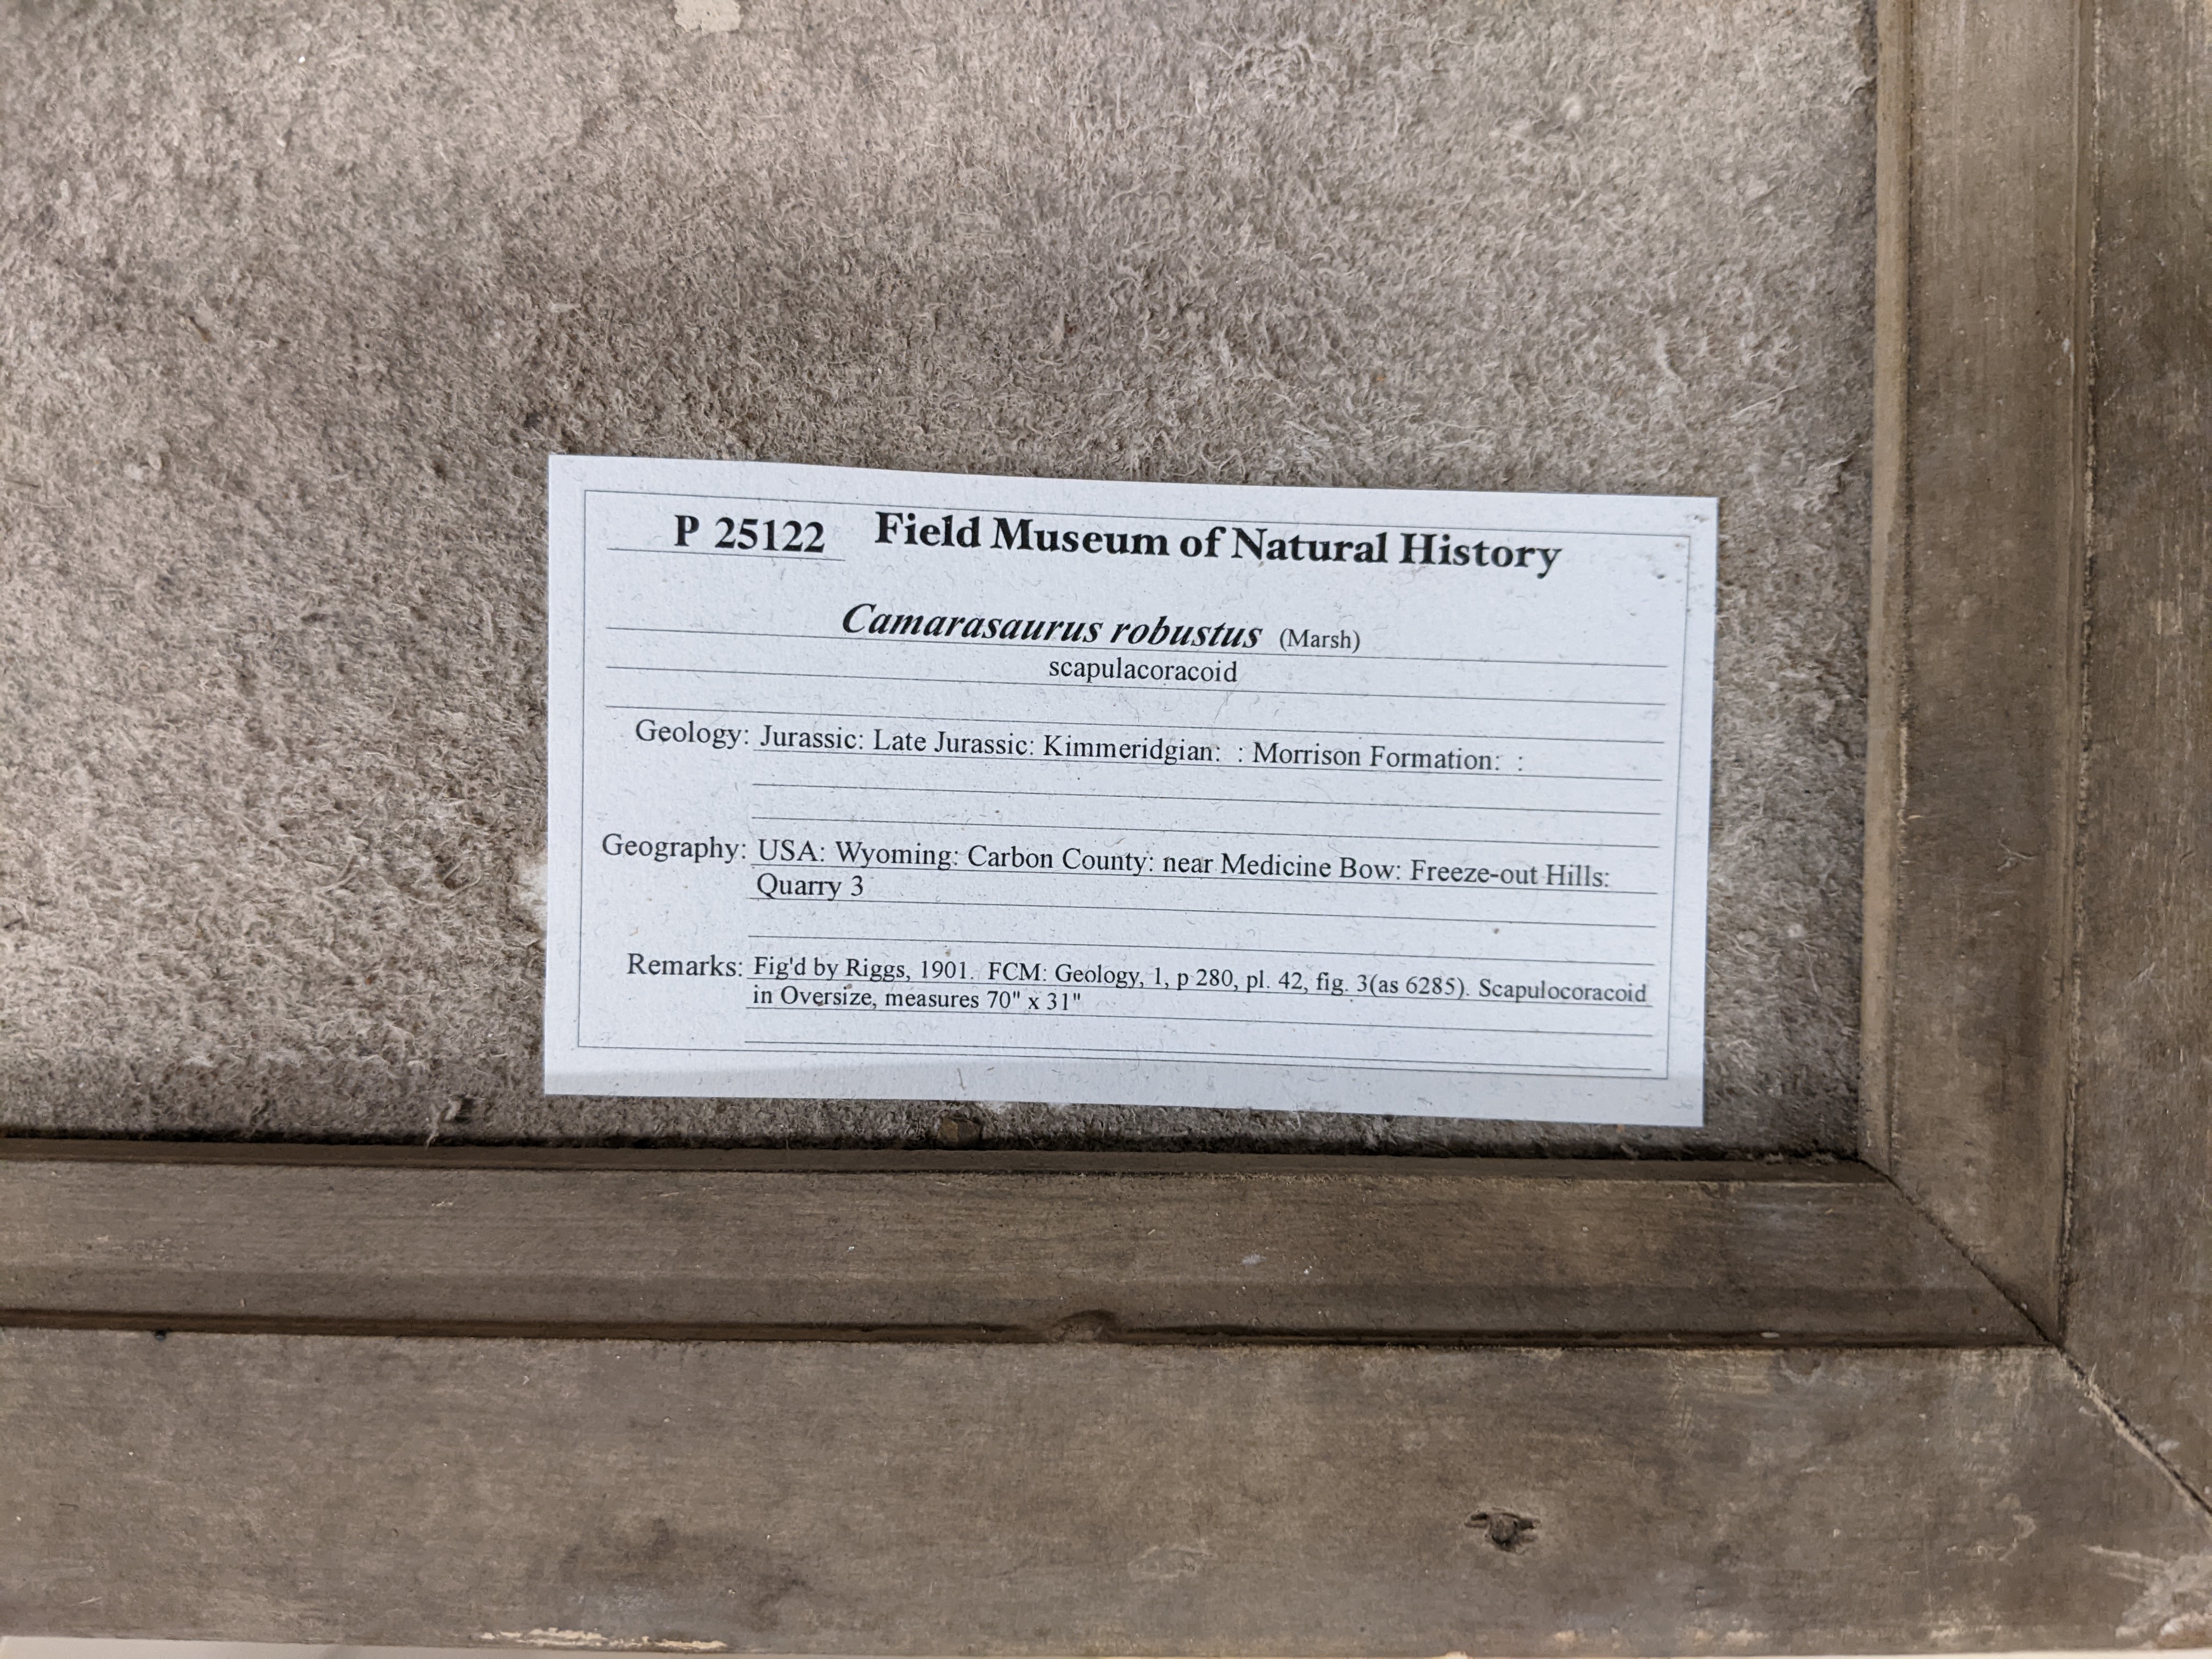 P 25122 Field Museum of Natural History
Camarasaurus robustus (Marsh)
scapulacoracoid
Geology: Jurassic: Late Jurassic: Kimmeridgian: : Morrison Formation: :
Geography: USA: Wyoming: Carbon County: near Medicine Bow: Freeze-out Hills:
Quarry 3
Remarks: Fig'd by Riggs, 1901. FCM: Geology, 1, p 280, pl. 42, fig. 3(as 6285). Scapulocoracoid
in Oversize, measures 70" x 31"